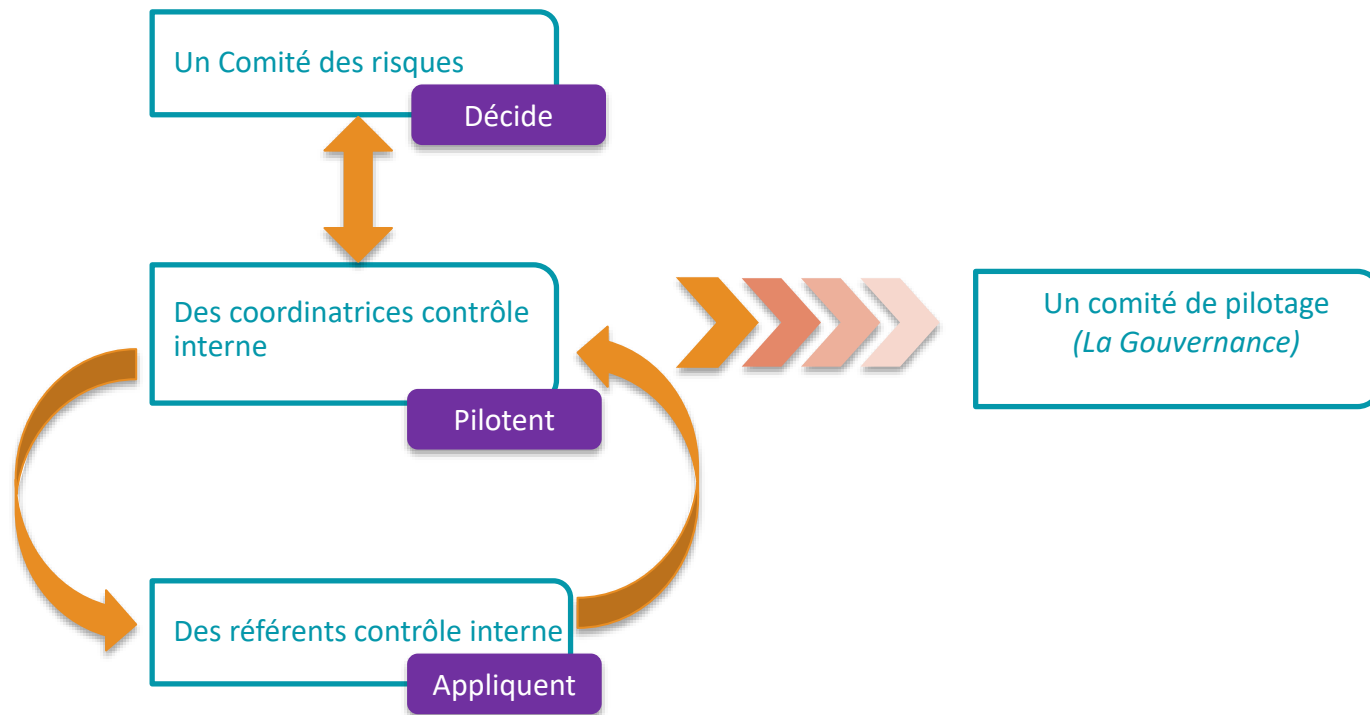 Un Comité des risques
Décide
Des coordinatrices contrôle
interne
Pilotent
Un comité de pilotage
(La Gouvernance)
Des référents contrôle interne
Appliquent